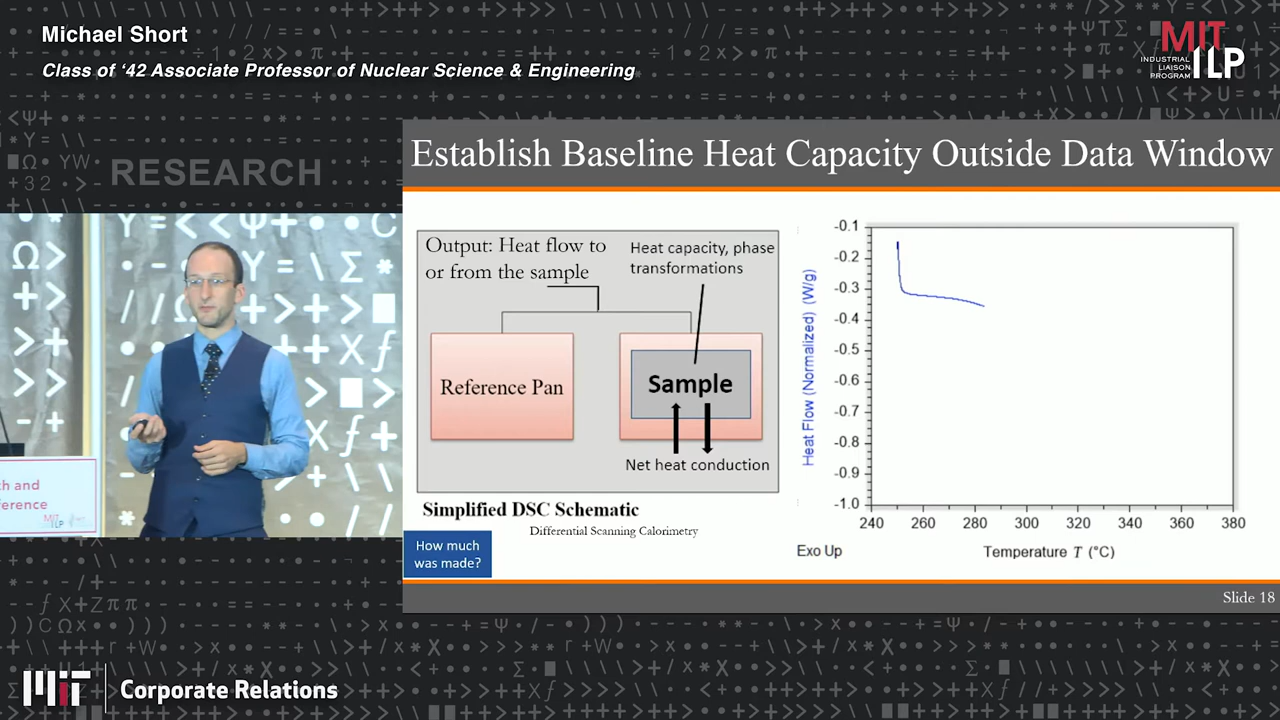 Michael Short
Class of ‘42 Associate Professor of Nuclear Science & Engineering
MIT
INDUSTRIAL
LIAISON
PROGRAM
ILP
RESEARCH
Establish Baseline Heat Capacity Outside Data Window
Output: Heat flow to
or from the sample
Heat capacity, phase
transformations
Reference Pan
Sample
Net heat conduction
Simplified DSC Schematic
Differential Scanning Calorimetry
How much
was made?
Heat Flow (Normalized) (W/g)
-0.1
-0.2
-0.3
-0.4
-0.5
-0.6
-0.7
-0.8
-0.9
-1.0
240 260 280 300 320 340 360 380
Exo Up
Temperature T (°C)
Slide 18
MIT
ILP
MIT
Corporate Relations